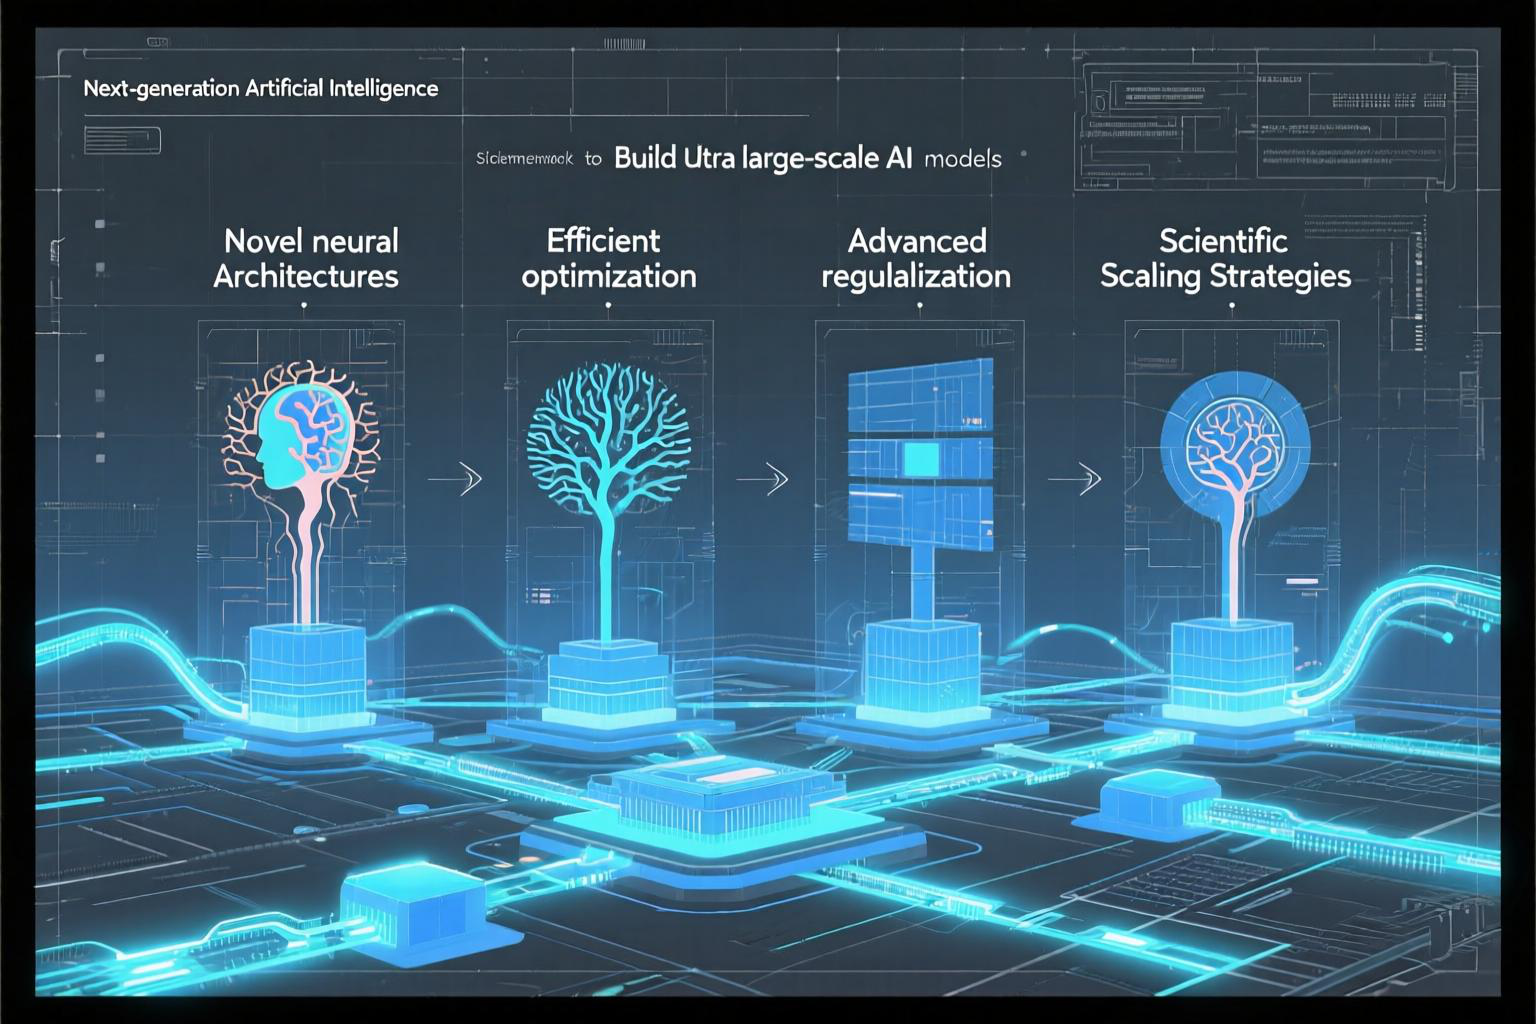 Next-generation Artificial Intelligence
Siclemenwock to Build Utra large-scale AI models
Novel neural
Architectures
Efficient
optimization
Advanced
regulalization
Scientific
Scaling Strategies